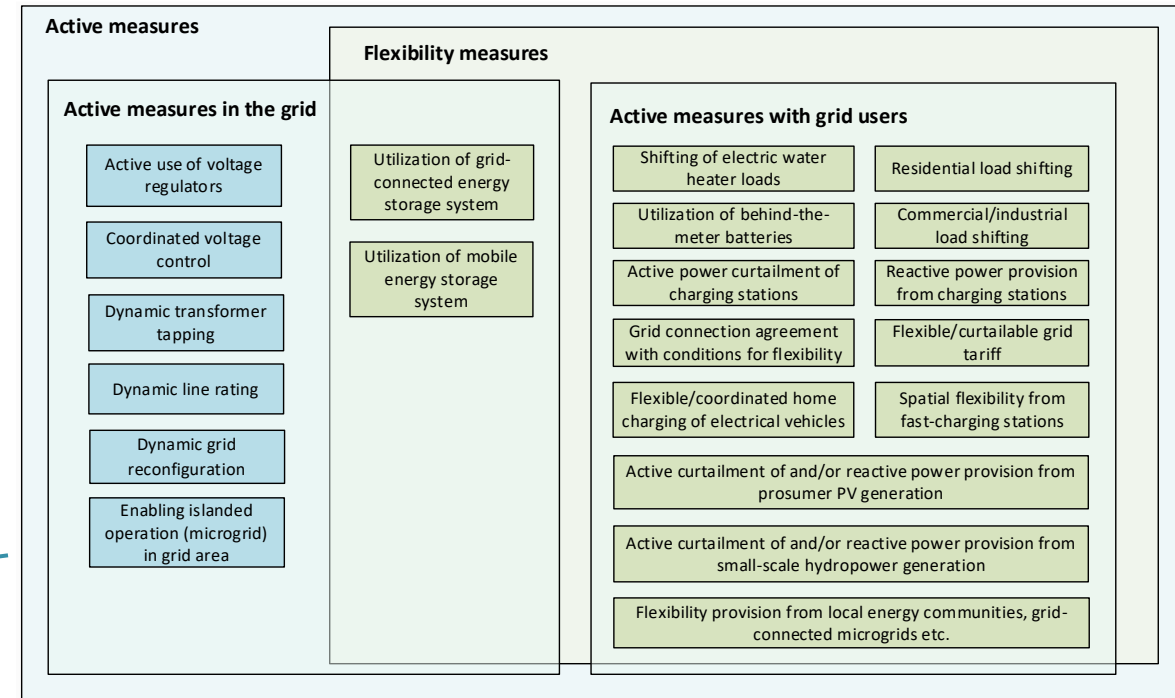 Active measures
Flexibility measures
Active measures in the grid
Active use of voltage
regulators
Coordinated voltage
control
Dynamic transformer
tapping
Dynamic line rating
Dynamic grid
reconfiguration
Enabling islanded
operation (microgrid)
in grid area
Utilization of grid-
connected energy
storage system
Utilization of mobile
energy storage
system
Active measures with grid users
Shifting of electric water
heater loads
Residential load shifting
Utilization of behind-the-
meter batteries
Commercial/industrial
load shifting
Active power curtailment of
charging stations
Reactive power provision
from charging stations
Grid connection agreement
with conditions for flexibility
Flexible/curtailable grid
tariff
Flexible/coordinated home
charging of electrical vehicles
Spatial flexibility from
fast-charging stations
Active curtailment of and/or reactive power provision from
prosumer PV generation
Active curtailment of and/or reactive power provision from
small-scale hydropower generation
Flexibility provision from local energy communities, grid-
connected microgrids etc.